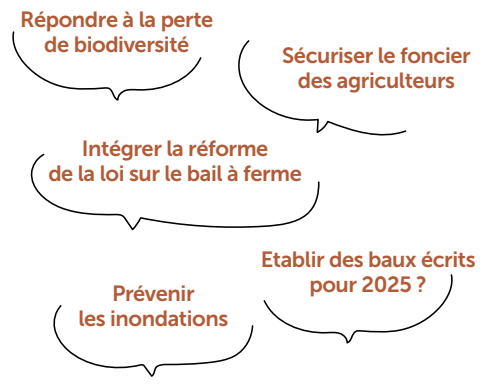 Répondre à la perte
de biodiversité
Sécuriser le foncier
des agriculteurs
Intégrer la réforme
de la loi sur le bail à ferme
Etablir des baux écrits
pour 2025 ?
Prévenir
les inondations